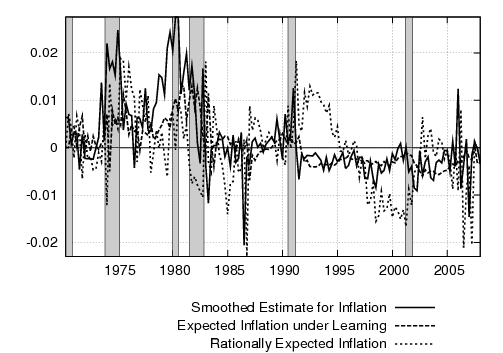 0.02
0.01
0
-0.01
-0.02
1975 1980 1985 1990 1995 2000 2005
Smoothed Estimate for Inflation
Expected Inflation under Learning
Rationally Expected Inflation